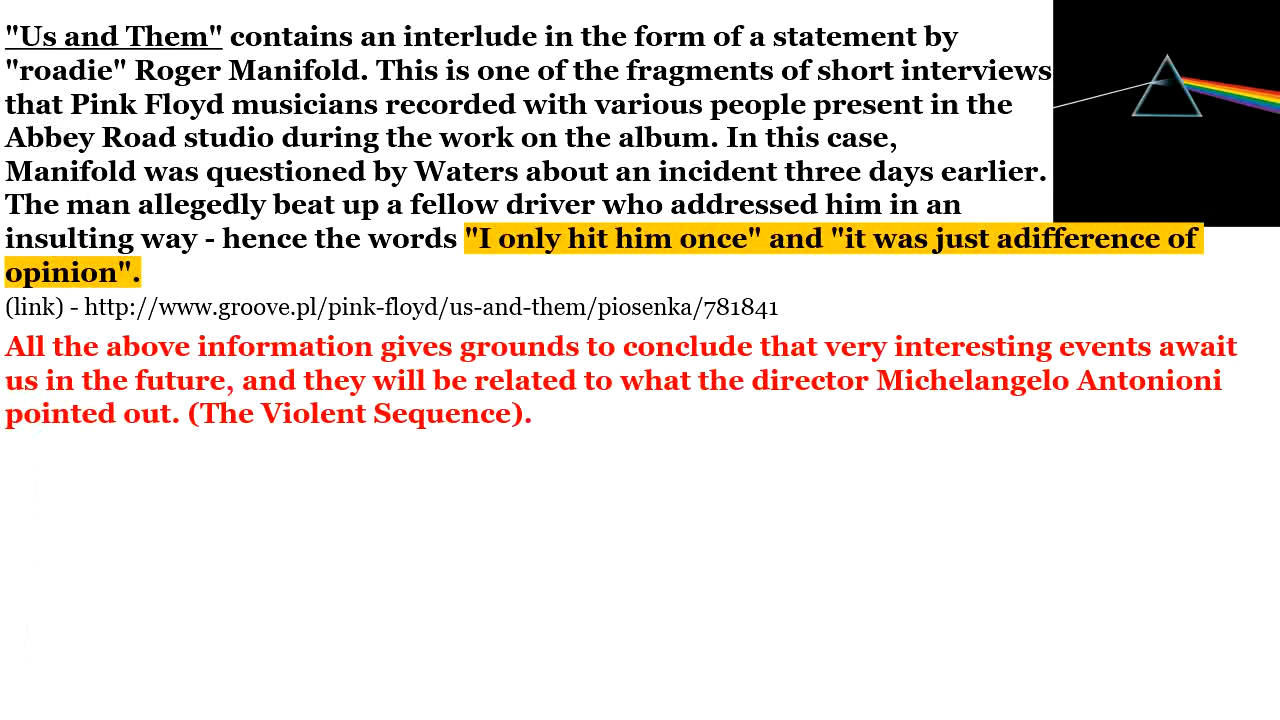 "Us and Them" contains an interlude in the form of a statement by
"roadie" Roger Manifold. This is one of the fragments of short interviews
that Pink Floyd musicians recorded with various people present in the
Abbey Road studio during the work on the album. In this case,
Manifold was questioned by Waters about an incident three days earlier.
The man allegedly beat up a fellow driver who addressed him in an
insulting way - hence the words "I only hit him once" and "it was just adifference of
opinion".
(link) - http://www.groove.pl/pink-floyd/us-and-them/piosenka/781841
All the above information gives grounds to conclude that very interesting events await
us in the future, and they will be related to what the director Michelangelo Antonioni
pointed out. (The Violent Sequence).